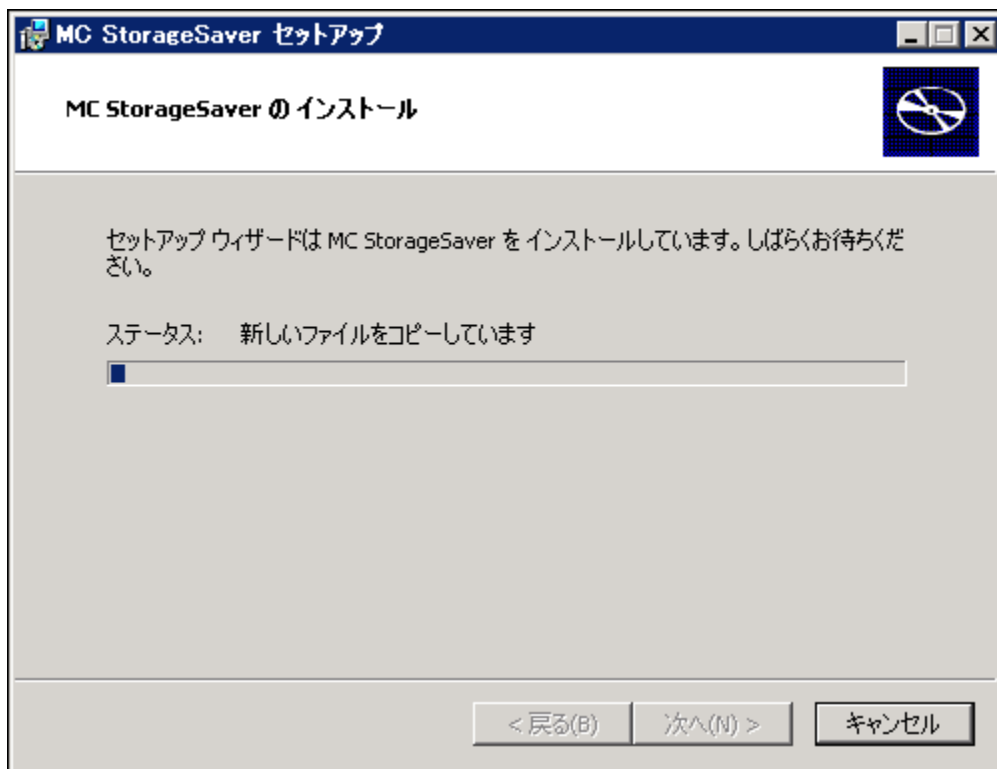 MC StorageSaver セットアップ
MC StorageSaver の インストール
セットアップ ウィザードは MC StorageSaver を インストールしています。しばらくお待ちくだ
さい。
ステータス: 新しいファイルをコピーしています
< 戻る(B) 次へ(N) > キャンセル